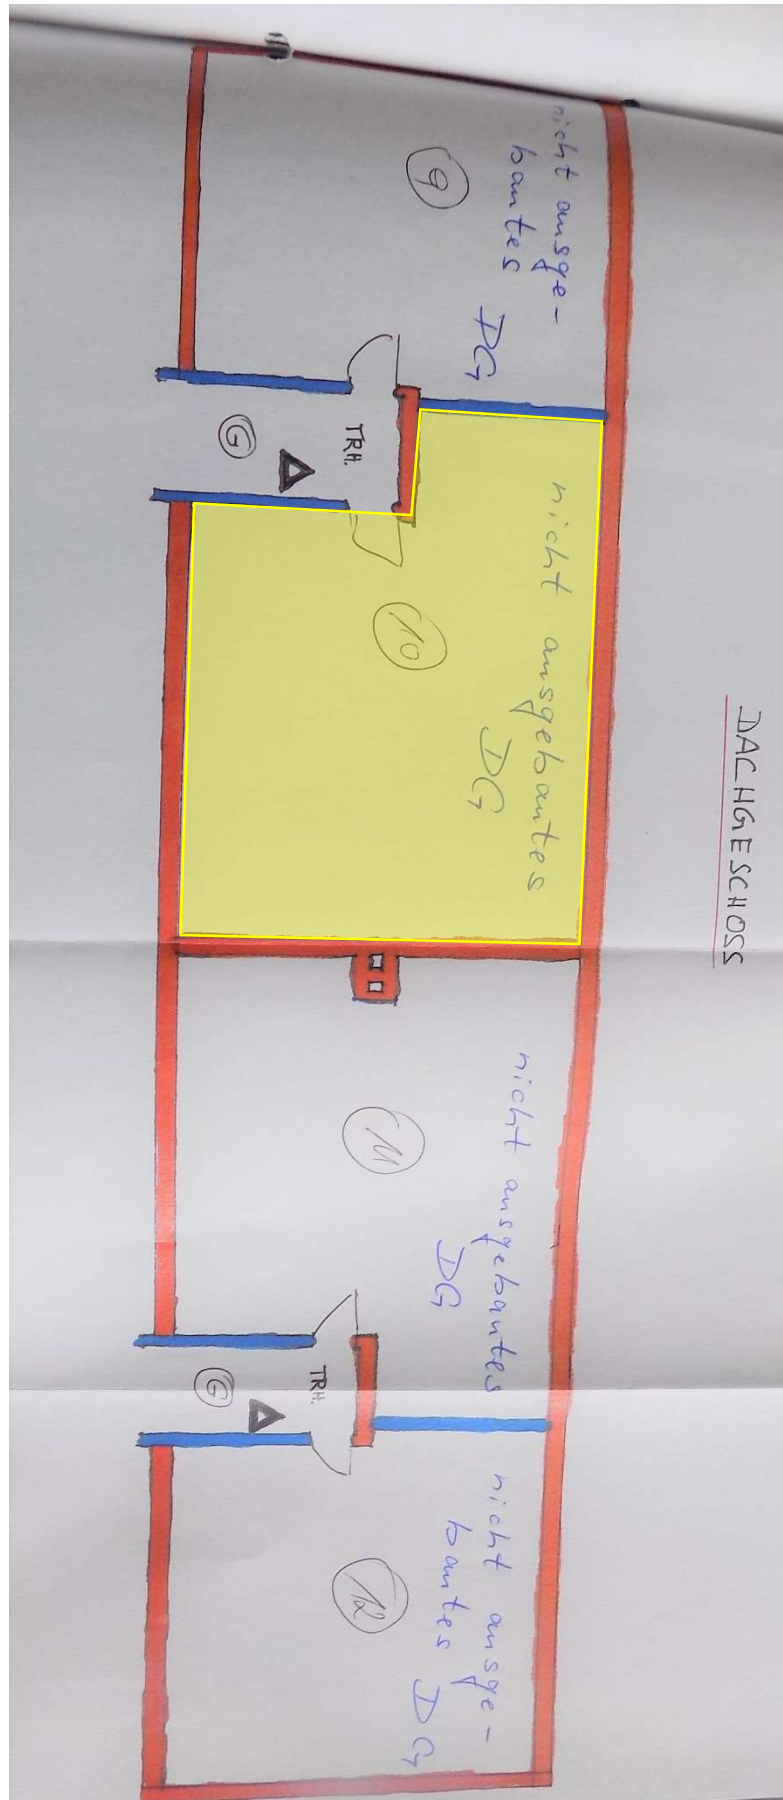 DACHGESCHOSS
nicht ausge-
bautes
DG
9
TRH.
G
nicht ausgebautes
DG
10
nicht ausgebautes
DG
11
TRH.
G
nicht ausge-
bautes DG
12